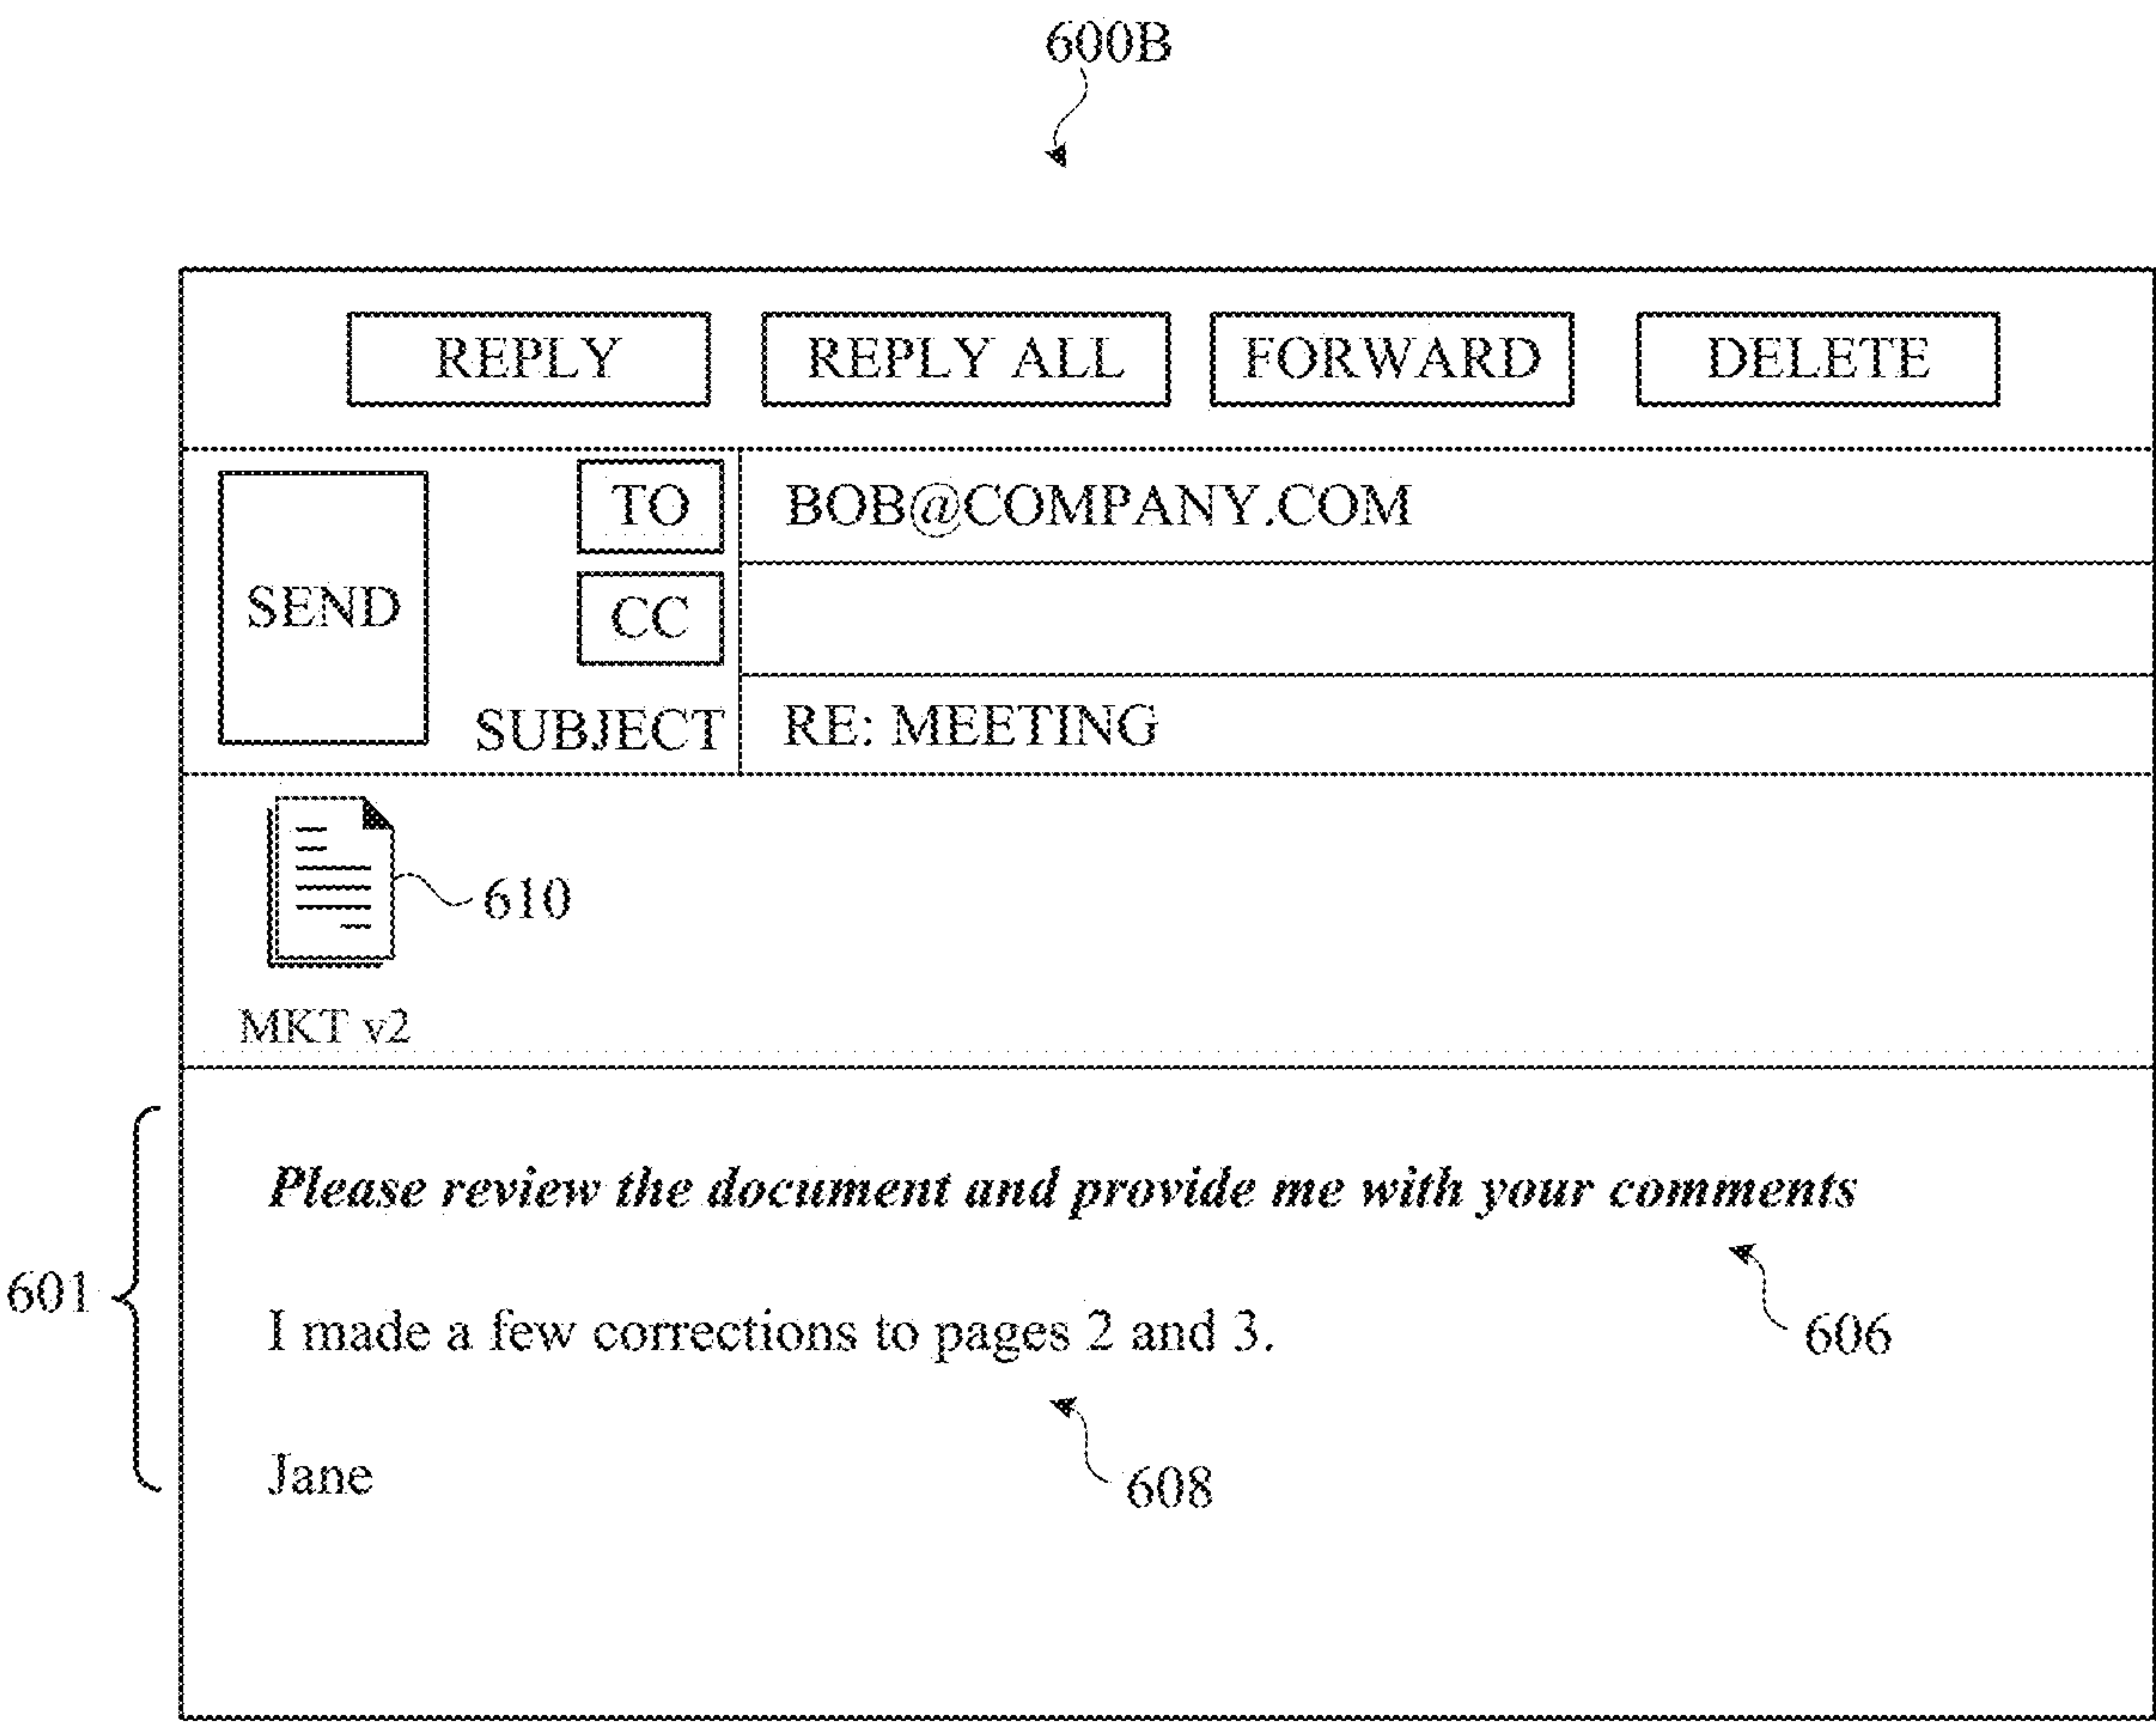 600B
REPLY REPLY ALL FORWARD DELETE
SEND
TO BOB@COMPANY.COM
CC
SUBJECT RE: MEETING
610
MKT v2
Please review the document and provide me with your comments
606
601
I made a few corrections to pages 2 and 3.
608
Jane